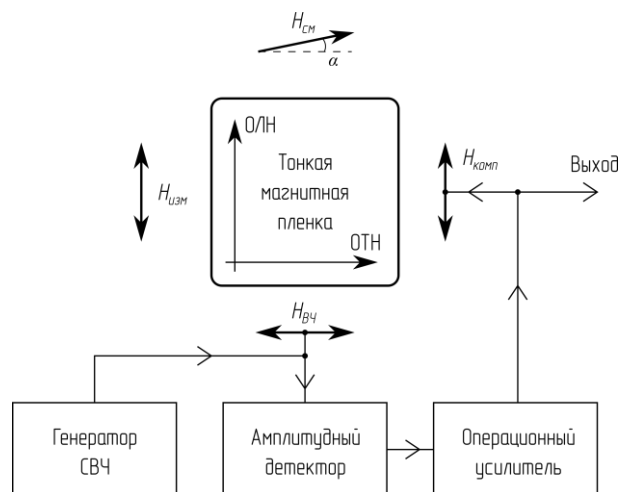 Hсм
α
ОЛН
Тонкая
магнитная
пленка
ОТН
Hизм
Hкомп
Выход
HВЧ
Генератор
СВЧ
Амплитудный
детектор
Операционный
усилитель